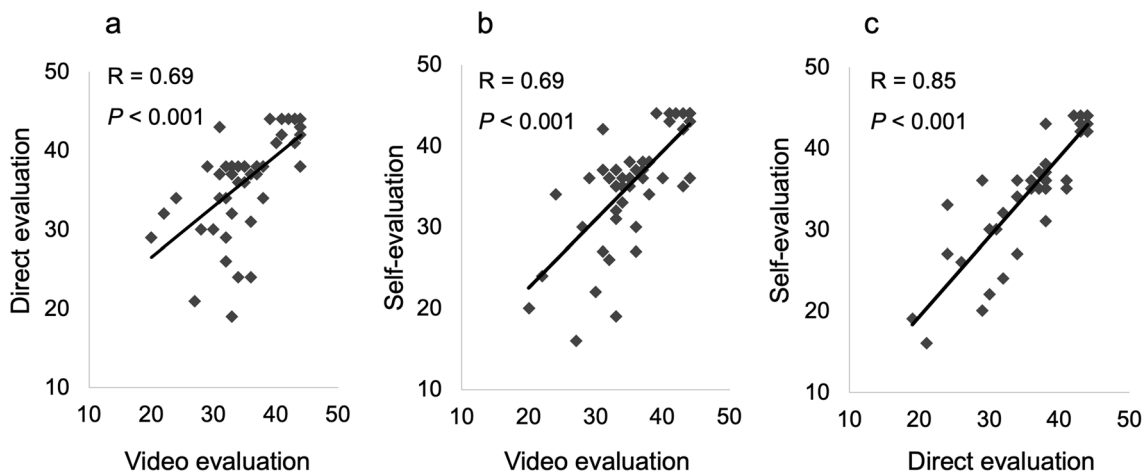 a
R = 0.69
P < 0.001
50
40
30
20
10
10 20 30 40 50
Direct evaluation
Video evaluation
b
R = 0.69
P < 0.001
50
40
30
20
10
10 20 30 40 50
Self-evaluation
Video evaluation
c
R = 0.85
P < 0.001
50
40
30
20
10
10 20 30 40 50
Self-evaluation
Direct evaluation